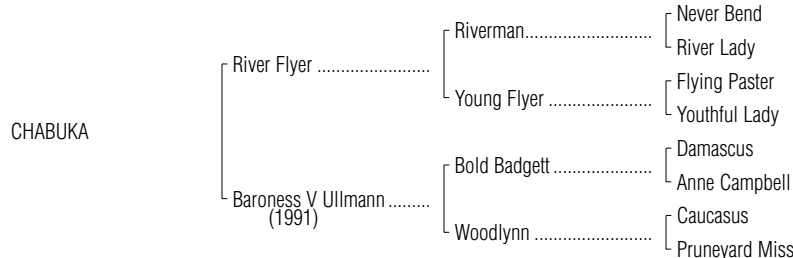 Never Bend
Riverman...........................
River Lady
River Flyer ........................
Flying Paster
Young Flyer ......................
Youthful Lady
CHABUKA
Damascus
Bold Badgett .....................
Anne Campbell
Baroness V Ullmann .........
(1991)
Caucasus
Woodlynn .........................
Pruneyard Miss